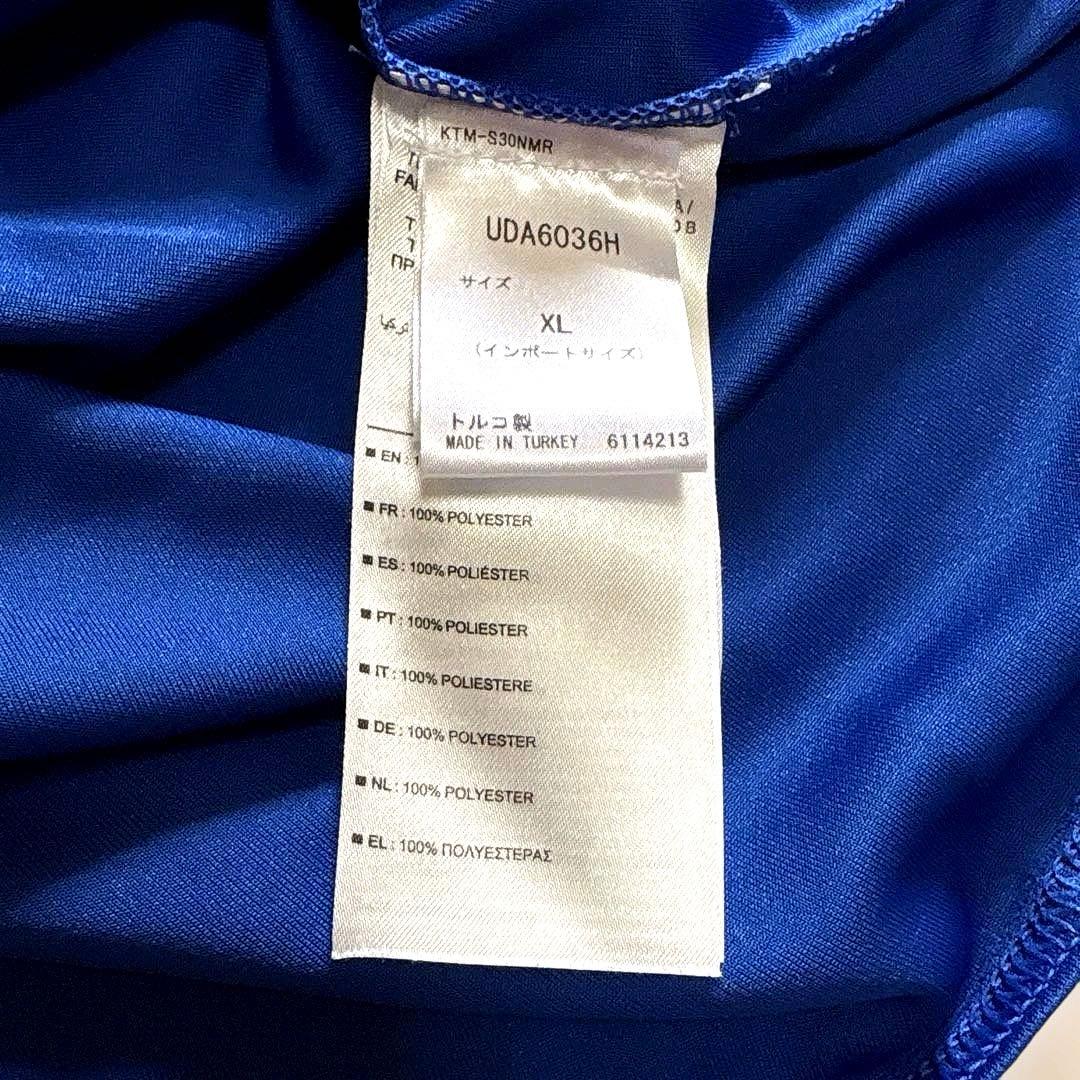 KTM-S30NMR
UDA6036H
サイズ
XL
(インポートサイズ)
トルコ製
MADE IN TURKEY 6114213
FA
A/
ΠΡ
EN:
FR: 100% POLYESTER
ES: 100% POLIÉSTER
PT: 100% POLIESTER
IT: 100% POLIESTERE
DE: 100% POLYESTER
NL: 100% POLYESTER
EL: 100% ΠΟΛΥΕΣΤΕΡΑΣ